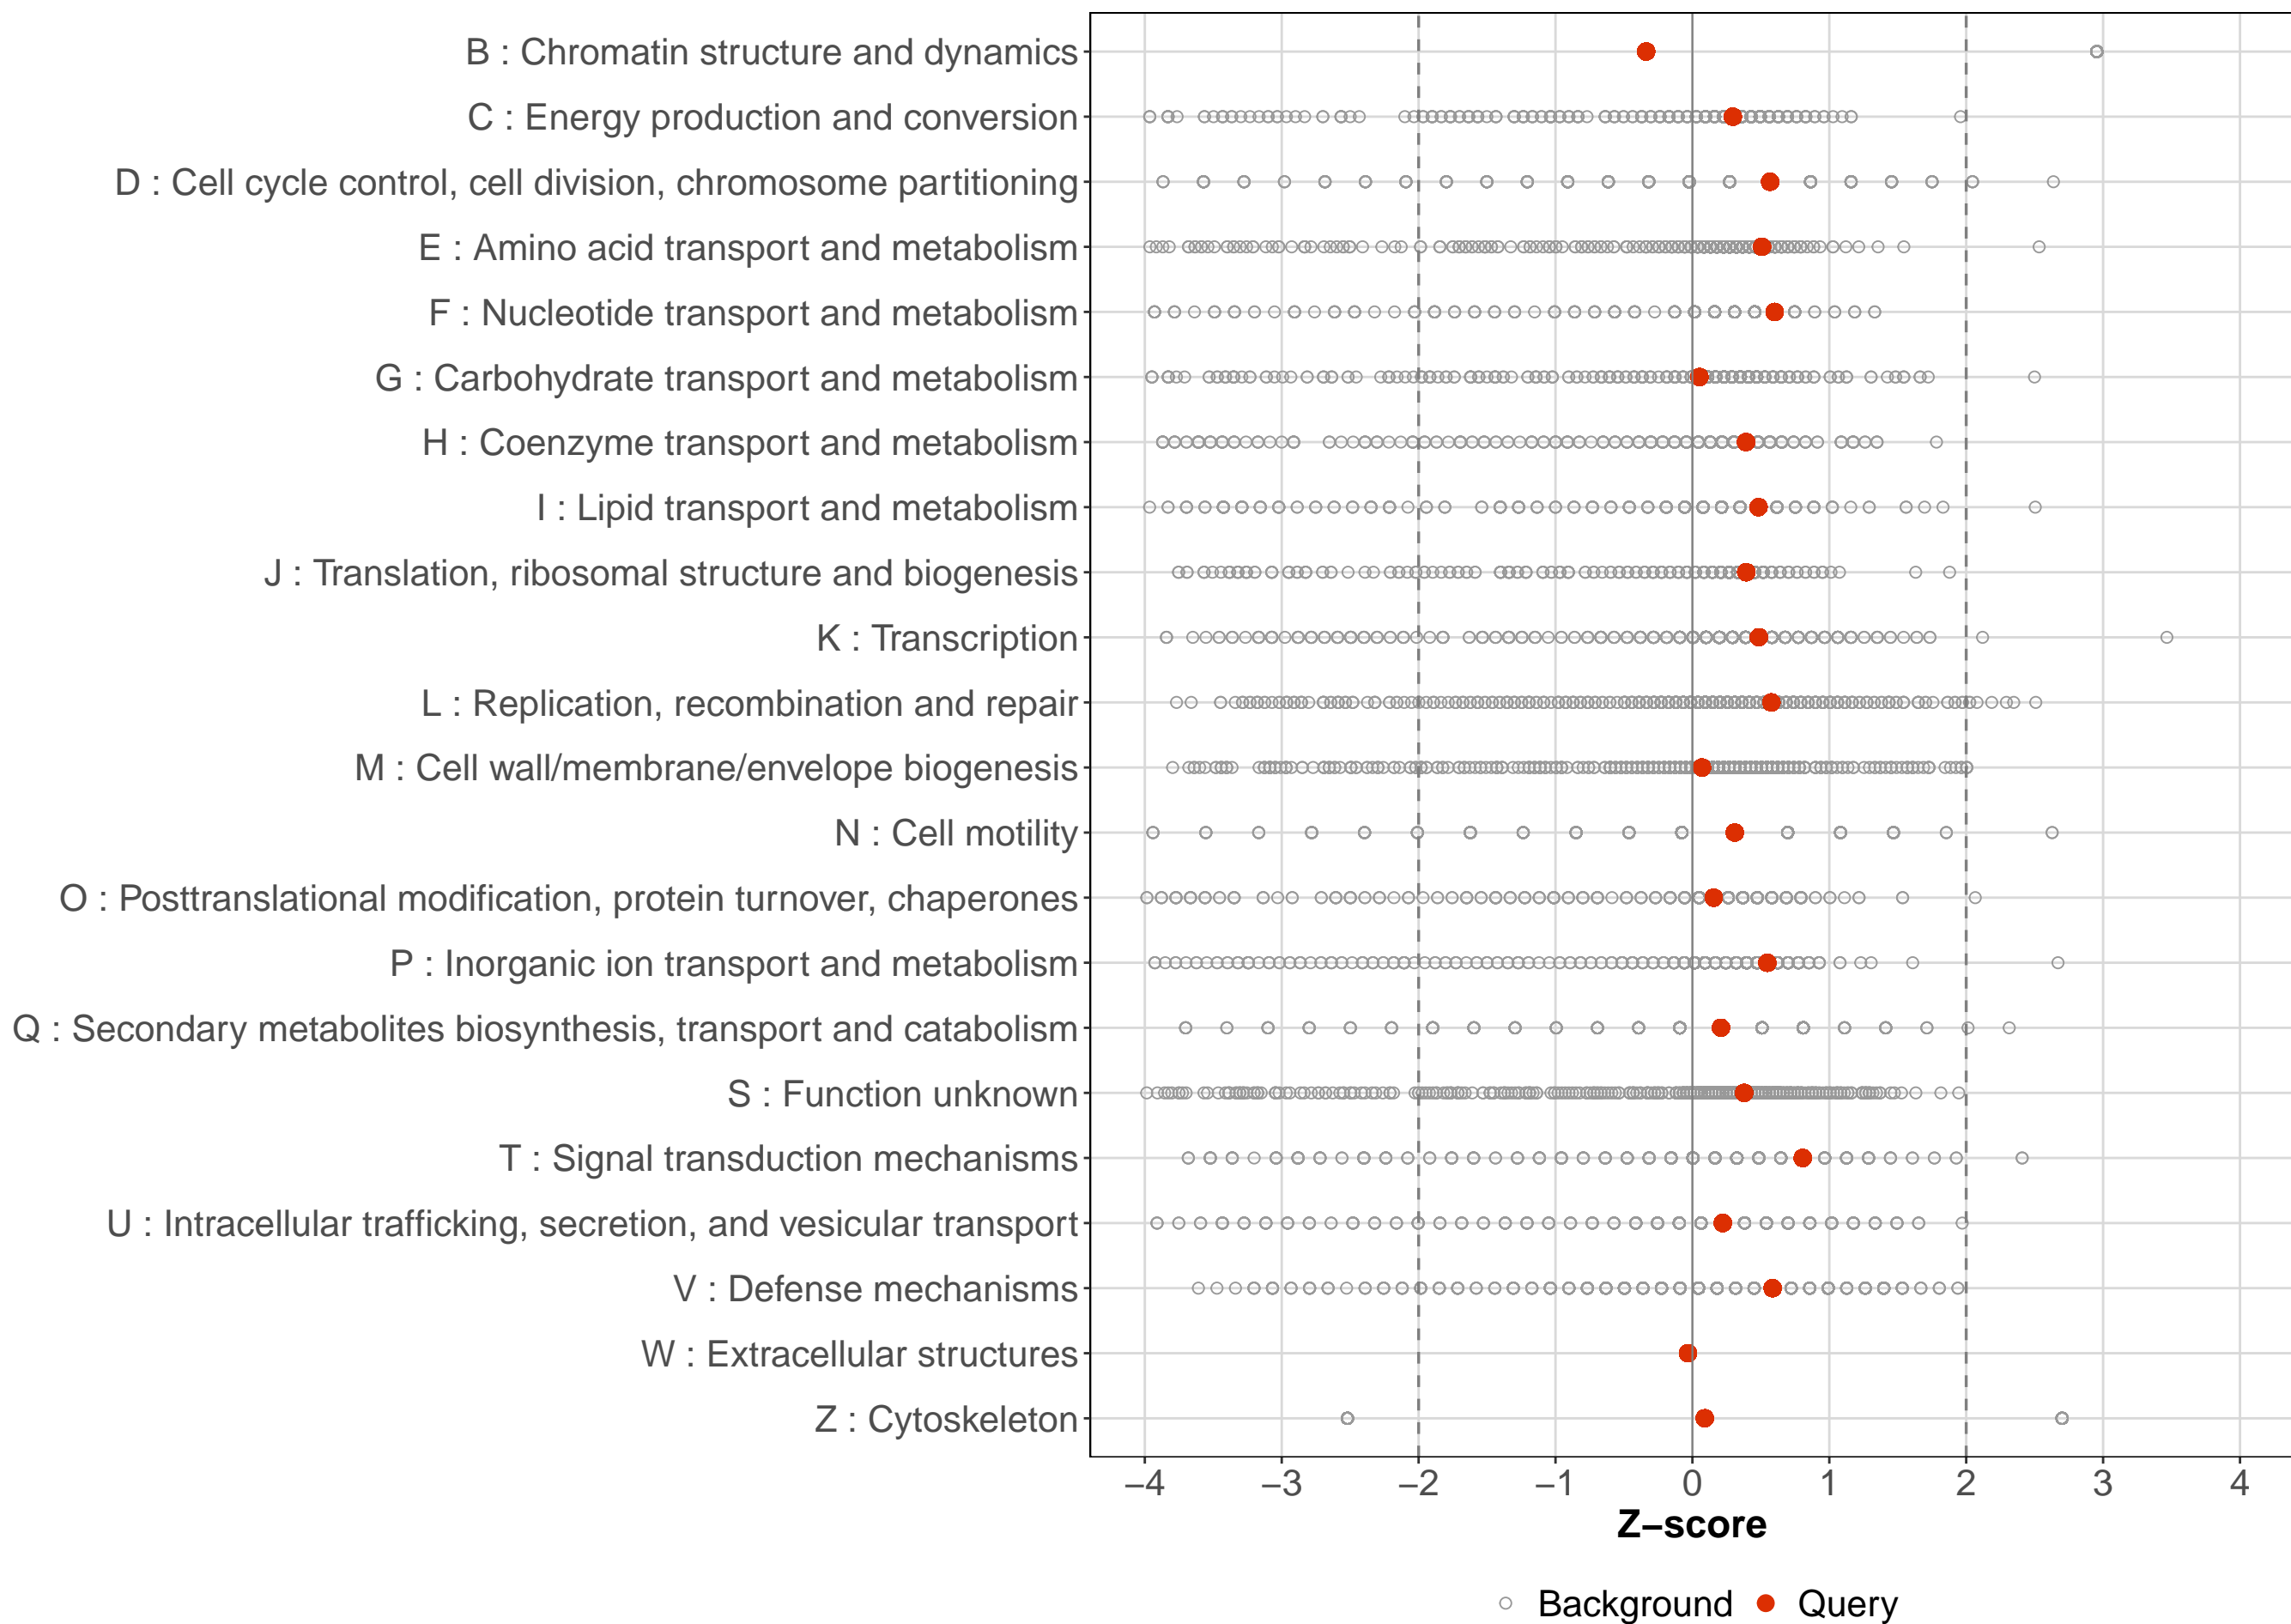 B : Chromatin structure and dynamics
C : Energy production and conversion
D : Cell cycle control, cell division, chromosome partitioning
E : Amino acid transport and metabolism
F : Nucleotide transport and metabolism
G : Carbohydrate transport and metabolism
H : Coenzyme transport and metabolism
I : Lipid transport and metabolism
J : Translation, ribosomal structure and biogenesis
K : Transcription
L : Replication, recombination and repair
M : Cell wall/membrane/envelope biogenesis
N : Cell motility
O : Posttranslational modification, protein turnover, chaperones
P : Inorganic ion transport and metabolism
Q : Secondary metabolites biosynthesis, transport and catabolism
S : Function unknown
T : Signal transduction mechanisms
U : Intracellular trafficking, secretion, and vesicular transport
V : Defense mechanisms
W : Extracellular structures
Z : Cytoskeleton
−4 −3 −2 −1 0 1 2 3 4
Z−score
Background Query